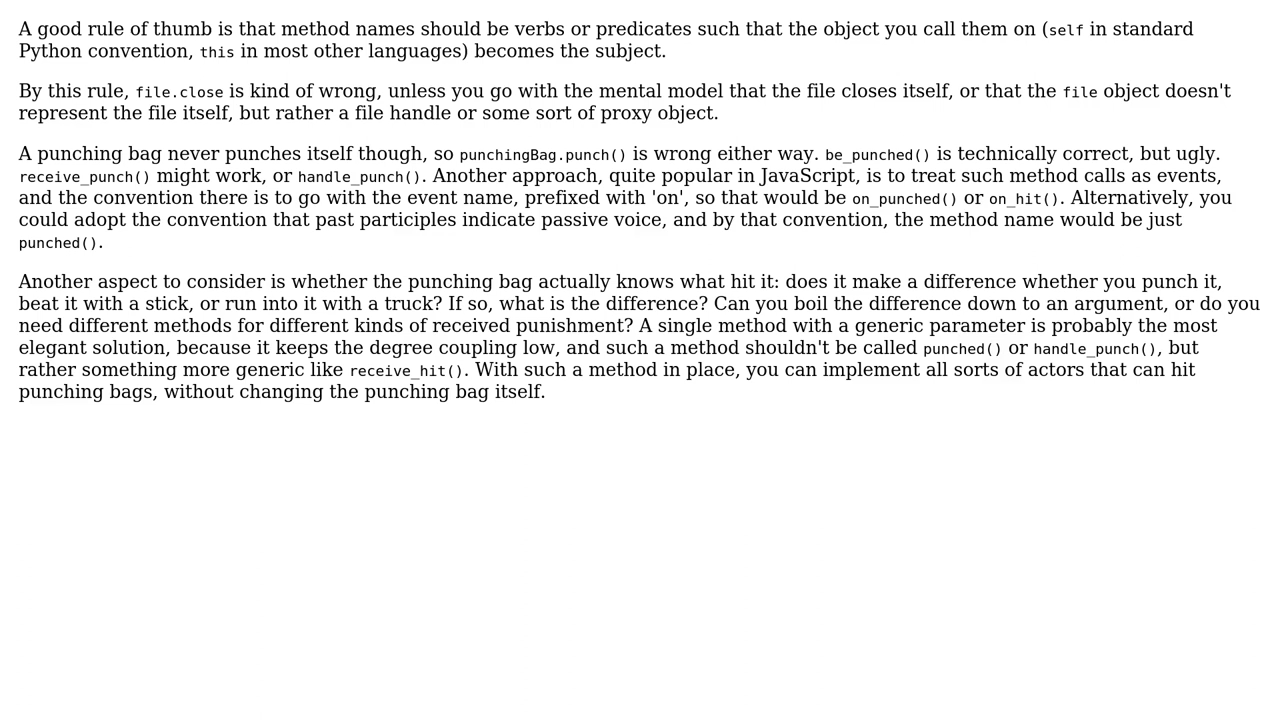 A good rule of thumb is that method names should be verbs or predicates such that the object you call them on (self in standard
Python convention, this in most other languages) becomes the subject.
By this rule, file.close is kind of wrong, unless you go with the mental model that the file closes itself, or that the file object doesn't
represent the file itself, but rather a file handle or some sort of proxy object.
A punching bag never punches itself though, so punchingBag.punch() is wrong either way. be_punched() is technically correct, but ugly.
receive_punch() might work, or handle_punch(). Another approach, quite popular in JavaScript, is to treat such method calls as events,
and the convention there is to go with the event name, prefixed with 'on', so that would be on_punched() or on_hit(). Alternatively, you
could adopt the convention that past participles indicate passive voice, and by that convention, the method name would be just
punched().
Another aspect to consider is whether the punching bag actually knows what hit it: does it make a difference whether you punch it,
beat it with a stick, or run into it with a truck? If so, what is the difference? Can you boil the difference down to an argument, or do you
need different methods for different kinds of received punishment? A single method with a generic parameter is probably the most
elegant solution, because it keeps the degree coupling low, and such a method shouldn't be called punched() or handle_punch(), but
rather something more generic like receive_hit(). With such a method in place, you can implement all sorts of actors that can hit
punching bags, without changing the punching bag itself.